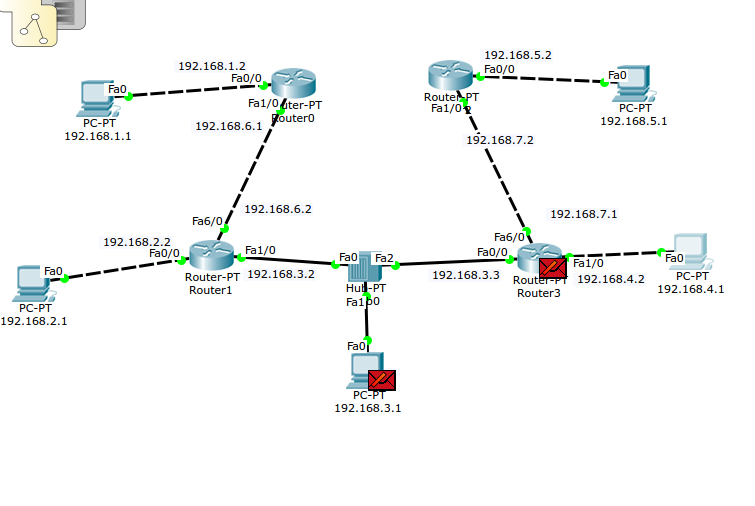 192.168.1.2
Fa0/0
Fa0
PC-PT
192.168.1.1
Fa1/0
Router0
192.168.6.1
192.168.5.2
Fa0/0
Fa0
Router-PT
Fa1/0
PC-PT
192.168.5.1
192.168.7.2
192.168.6.2
192.168.7.1
Fa6/0
Fa6/0
192.168.2.2
Fa0/0
Fa0
PC-PT
192.168.2.1
Fa1/0
Router-PT
Router1
192.168.3.2
Fa0
Fa2
Hub-PT
Fa1
192.168.3.3
Fa0/0
Fa1/0
Router-PT
Router3
192.168.4.2
Fa0
PC-PT
192.168.4.1
Fa0
PC-PT
192.168.3.1